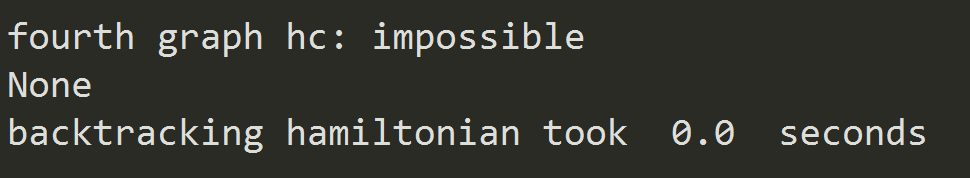 fourth graph hc: impossible
None
backtracking hamiltonian took  0.0  seconds